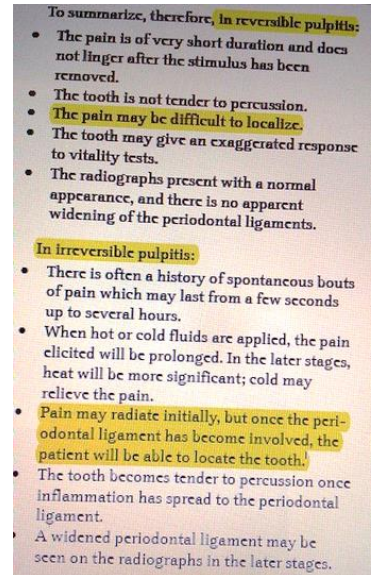 To summarize, therefore, in reversible pulpitis:
• The pain is of very short duration and does
not linger after the stimulus has been
removed.
• The tooth is not tender to percussion.
• The pain may be difficult to localize.
• The tooth may give an exaggerated response
to vitality tests.
• The radiographs present with a normal
appearance, and there is no apparent
widening of the periodontal ligaments.
In irreversible pulpitis:
• There is often a history of spontaneous bouts
of pain which may last from a few seconds
up to several hours.
• When hot or cold fluids are applied, the pain
elicited will be prolonged. In the later stages,
heat will be more significant; cold may
relieve the pain.
• Pain may radiate initially, but once the peri-
odontal ligament has become involved, the
patient will be able to locate the tooth.¹
• The tooth becomes tender to percussion once
inflammation has spread to the periodontal
ligament.
• A widened periodontal ligament may be
seen on the radiographs in the later stages.